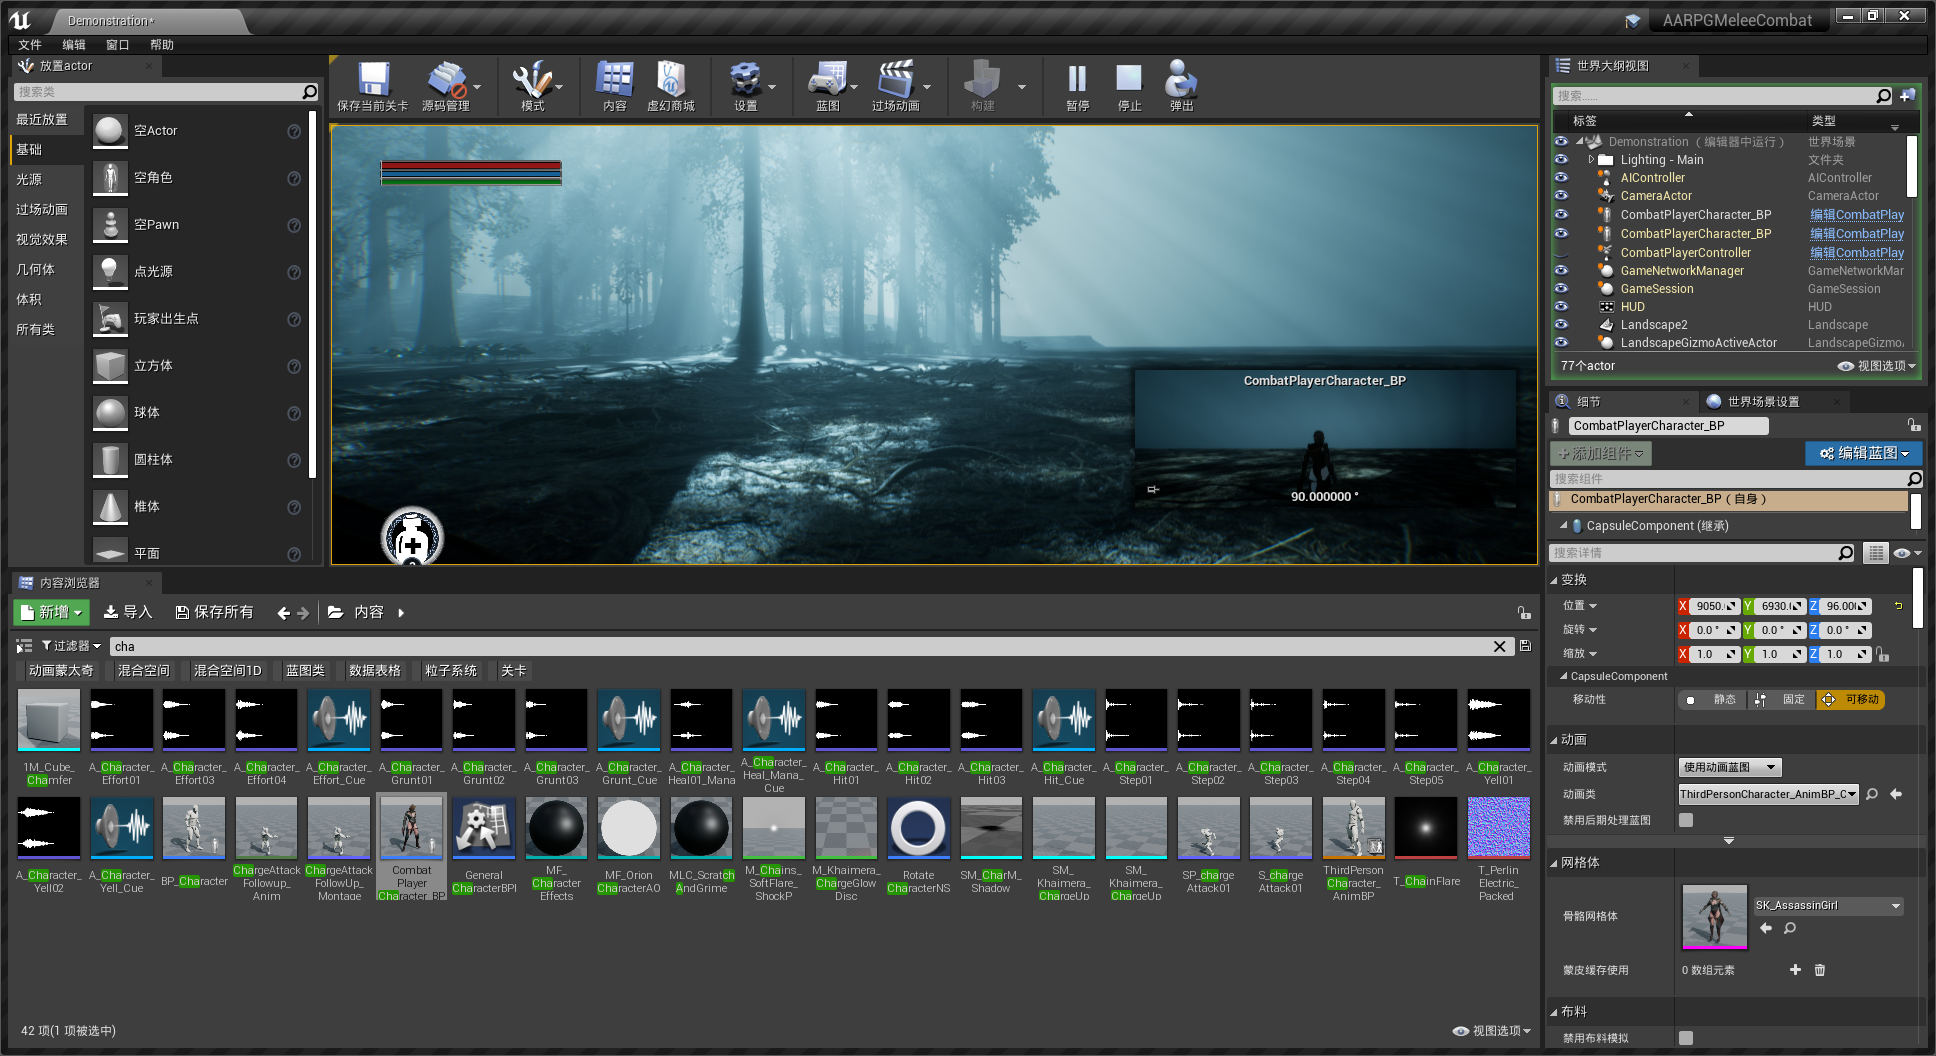 Demonstration*
AARPGMeleeCombat
文件 编辑 窗口 帮助
放置actor
搜索类
最近放置
基础
光源
过场动画
视觉效果
几何体
体积
所有类
空Actor
空角色
空Pawn
点光源
玩家出生点
立方体
球体
圆柱体
椎体
平面
保存当前关卡 源码管理 模式 内容 虚幻商城 设置 蓝图 过场动画 构建 暂停 停止 弹出
CombatPlayerCharacter_BP
90.000000 °
世界大纲视图
搜索......
标签 类型
Demonstration （编辑器中运行） 世界场景
Lighting - Main 文件夹
AIController AIController
CameraActor CameraActor
CombatPlayerCharacter_BP 编辑CombatPlay
CombatPlayerCharacter_BP 编辑CombatPlay
CombatPlayerController 编辑CombatPlay
GameNetworkManager GameNetworkMar
GameSession GameSession
HUD HUD
Landscape2 Landscape
LandscapeGizmoActiveActor LandscapeGizmo
77个actor 视图选项
细节 世界场景设置
CombatPlayerCharacter_BP
+添加组件 编辑蓝图
搜索组件
CombatPlayerCharacter_BP（自身）
CapsuleComponent (继承)
搜索详情
变换
位置 X 9050. Y 6930. Z 96.00
旋转 X 0.0 ° Y 0.0 ° Z 0.0 °
缩放 X 1.0 Y 1.0 Z 1.0
CapsuleComponent
移动性 静态 固定 可移动
动画
动画模式 使用动画蓝图
动画类 ThirdPersonCharacter_AnimBP_C
禁用后期处理蓝图
网格体
骨骼网格体 SK_AssassinGirl
蒙皮缓存使用 0 数组元素
布料
禁用布料模拟
内容浏览器
新增 导入 保存所有 内容
过滤器 cha
动画蒙太奇 混合空间 混合空间1D 蓝图类 数据表格 粒子系统 关卡
1M_Cube_Chamfer
A_Character_Effort01
A_Character_Effort03
A_Character_Effort04
A_Character_Effort_Cue
A_Character_Grunt01
A_Character_Grunt02
A_Character_Grunt03
A_Character_Grunt_Cue
A_Character_Heal01_Mana
A_Character_Heal_Mana_Cue
A_Character_Hit01
A_Character_Hit02
A_Character_Hit03
A_Character_Hit_Cue
A_Character_Step01
A_Character_Step02
A_Character_Step03
A_Character_Step04
A_Character_Step05
A_Character_Yell01
A_Character_Yell02
A_Character_Yell_Cue
BP_Character
ChargeAttack Followup_Anim
ChargeAttack FollowUp_Montage
Combat Player Character_BP
General CharacterBPI
MF_Character Effects
MF_Orion CharacterAO
MLC_Scratch AndGrime
M_Chains_SoftFlare_ShockP
M_Khaimera_ChargeGlow Disc
Rotate CharacterNS
SM_CharM_Shadow
SM_Khaimera_ChargeUp
SM_Khaimera_ChargeUp
SP_charge Attack01
S_charge Attack01
ThirdPerson Character_AnimBP
T_ChainFlare
T_Perlin Electric_Packed
42 项(1 项被选中) 视图选项